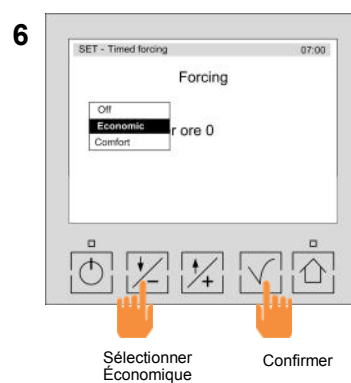 6
SET - Timed forcing 07:00
Forcing
Off
Economic
r ore 0
Comfort
Sélectionner
Économique
Confirmer